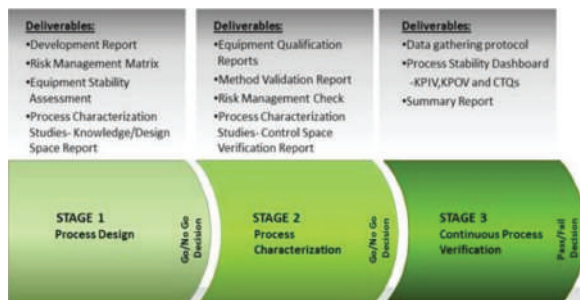 Deliverables:
•Development Report
•Risk Management Matrix
•Equipment Stability
Assessment
•Process Characterization
Studies- Knowledge/Design
Space Report
Deliverables:
•Equipment Qualification
Reports
•Method Validation Report
•Risk Management Check
•Process Characterization
Studies- Control Space
Verification Report
Deliverables:
•Data gathering protocol
•Process Stability Dashboard
-KPIV,KPOV and CTQs
•Summary Report
STAGE 1
Process Design
Go/No Go
Decision
STAGE 2
Process
Characterization
Go/No Go
Decision
STAGE 3
Continuous Process
Verification
Pass/Fail
Decision